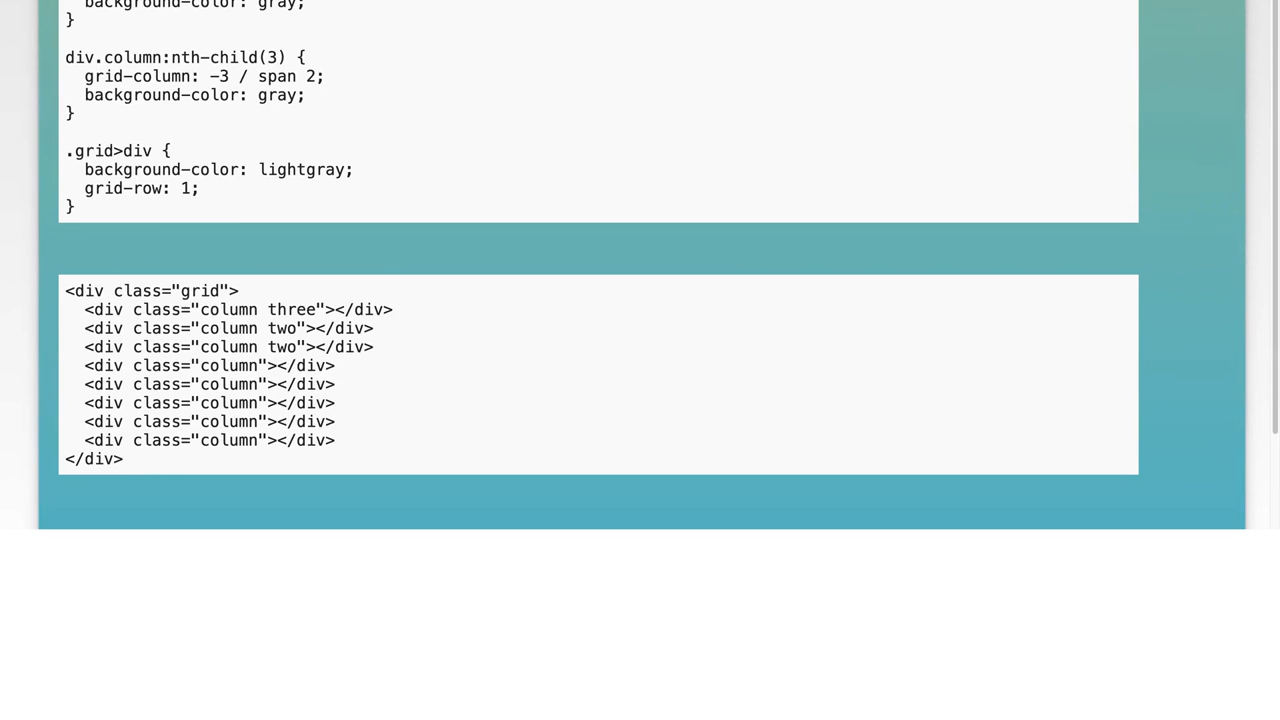 background-color: gray;
}
div.column:nth-child(3) {
grid-column: -3 / span 2;
background-color: gray;
}
.grid>div {
background-color: lightgray;
grid-row: 1;
}
<div class="grid">
<div class="column three"></div>
<div class="column two"></div>
<div class="column two"></div>
<div class="column"></div>
<div class="column"></div>
<div class="column"></div>
<div class="column"></div>
<div class="column"></div>
</div>